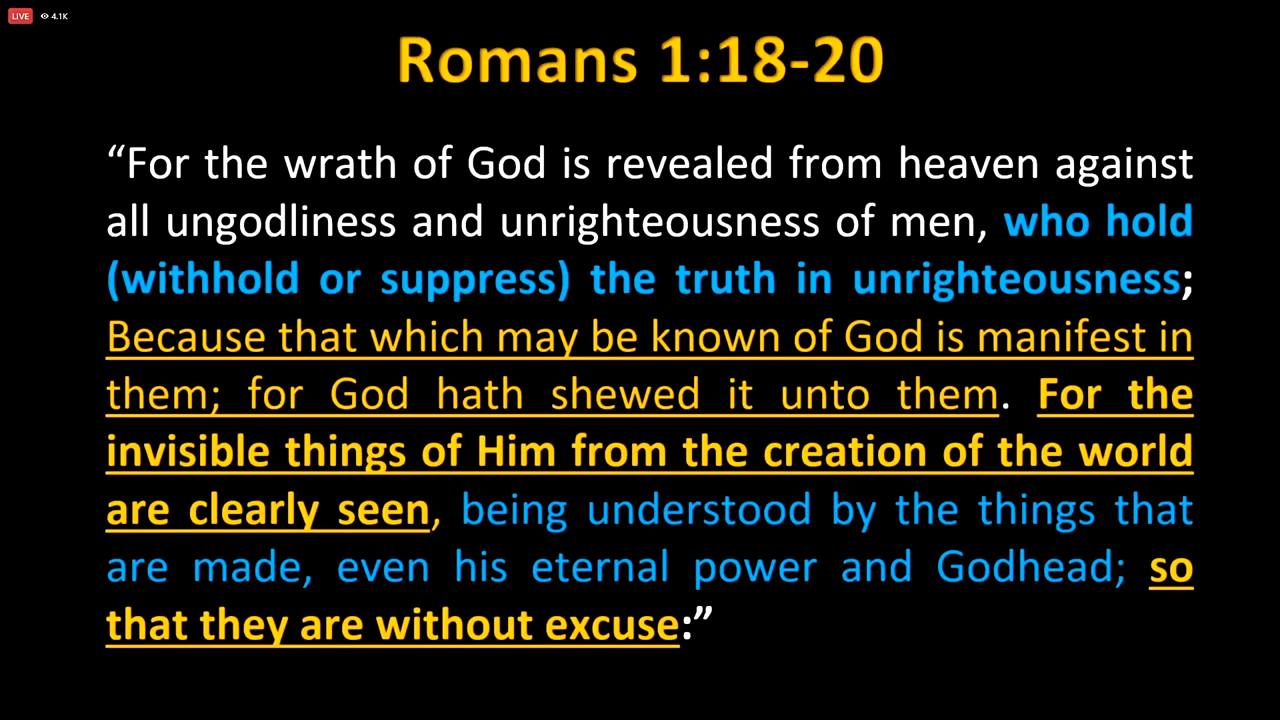 LIVE 4.1K
Romans 1:18-20
“For the wrath of God is revealed from heaven against
all ungodliness and unrighteousness of men, who hold
(withhold or suppress) the truth in unrighteousness;
Because that which may be known of God is manifest in
them; for God hath shewed it unto them. For the
invisible things of Him from the creation of the world
are clearly seen, being understood by the things that
are made, even his eternal power and Godhead; so
that they are without excuse:”